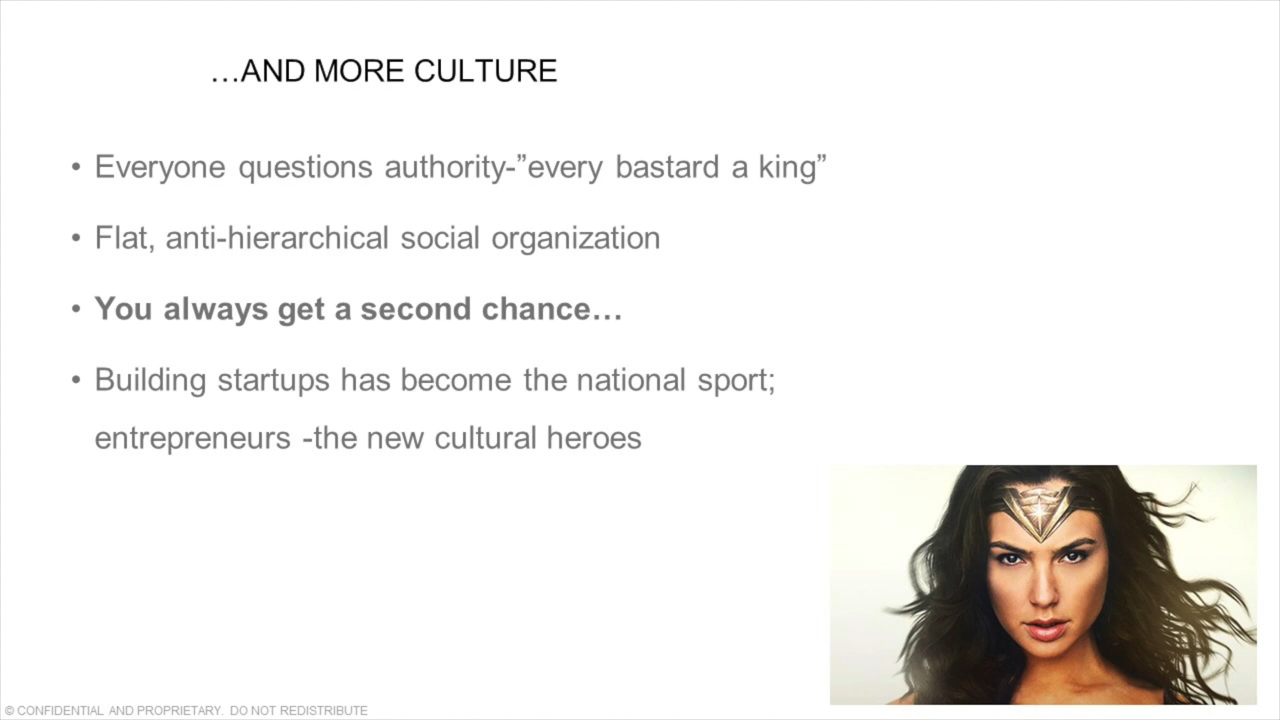 …AND MORE CULTURE
• Everyone questions authority-”every bastard a king”
• Flat, anti-hierarchical social organization
• You always get a second chance…
• Building startups has become the national sport;
entrepreneurs -the new cultural heroes
© CONFIDENTIAL AND PROPRIETARY. DO NOT REDISTRIBUTE